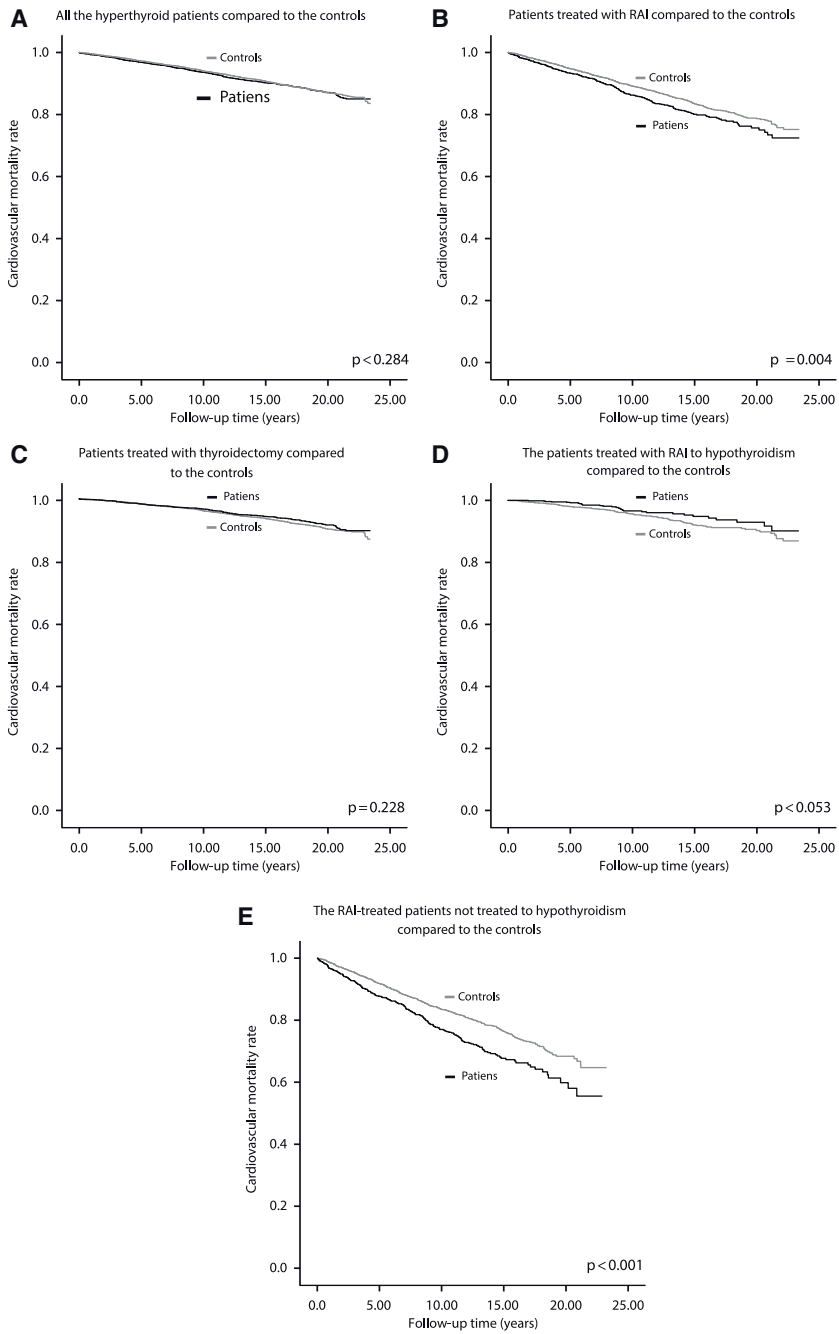 A
All the hyperthyroid patients compared to the controls
Cardiovascular mortality rate
1.0
0.8
0.6
0.4
0.2
0.0
Controls
Patiens
p<0.284
0.0 5.00 10.00 15.00 20.00 25.00
Follow-up time (years)
B
Patients treated with RAI compared to the controls
Cardiovascular mortality rate
1.0
0.8
0.6
0.4
0.2
0.0
Controls
Patiens
p =0.004
0.0 5.00 10.00 15.00 20.00 25.00
Follow-up time (years)
C
Patients treated with thyroidectomy compared
to the controls
Cardiovascular mortality rate
1.0
0.8
0.6
0.4
0.2
0.0
Patiens
Controls
p=0.228
0.0 5.00 10.00 15.00 20.00 25.00
Follow-up time (years)
D
The patients treated with RAI to hypothyroidism
compared to the controls
Cardiovascular mortality rate
1.0
0.8
0.6
0.4
0.2
0.0
Patiens
Controls
p<0.053
0.0 5.00 10.00 15.00 20.00 25.00
Follow-up time (years)
E
The RAI-treated patients not treated to hypothyroidism
compared to the controls
Cardiovascular mortality rate
1.0
0.8
0.6
0.4
0.2
0.0
Controls
Patiens
p<0.001
0.0 5.00 10.00 15.00 20.00 25.00
Follow-up time (years)